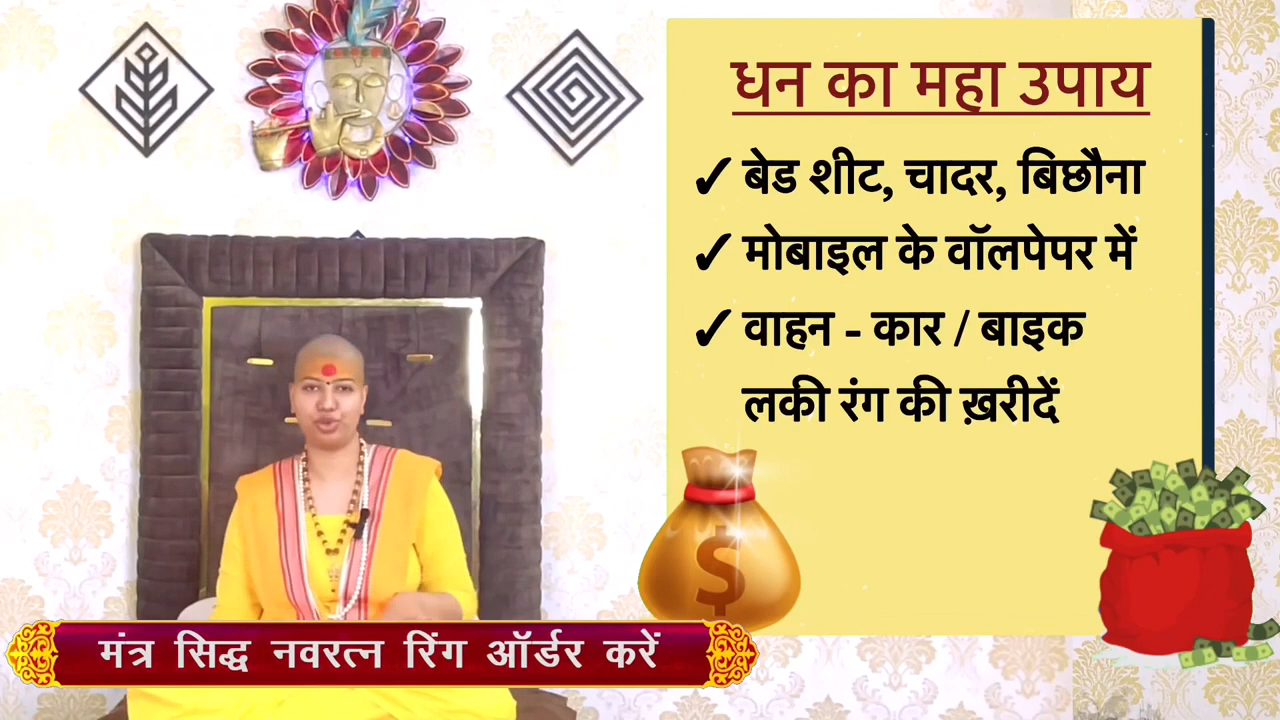 धन का महा उपाय
✓ बेड शीट, चादर, बिछौना
✓ मोबाइल के वॉलपेपर में
✓ वाहन - कार / बाइक
लकी रंग की ख़रीदें
$
मंत्र सिद्ध नवरत्न रिंग ऑर्डर करें